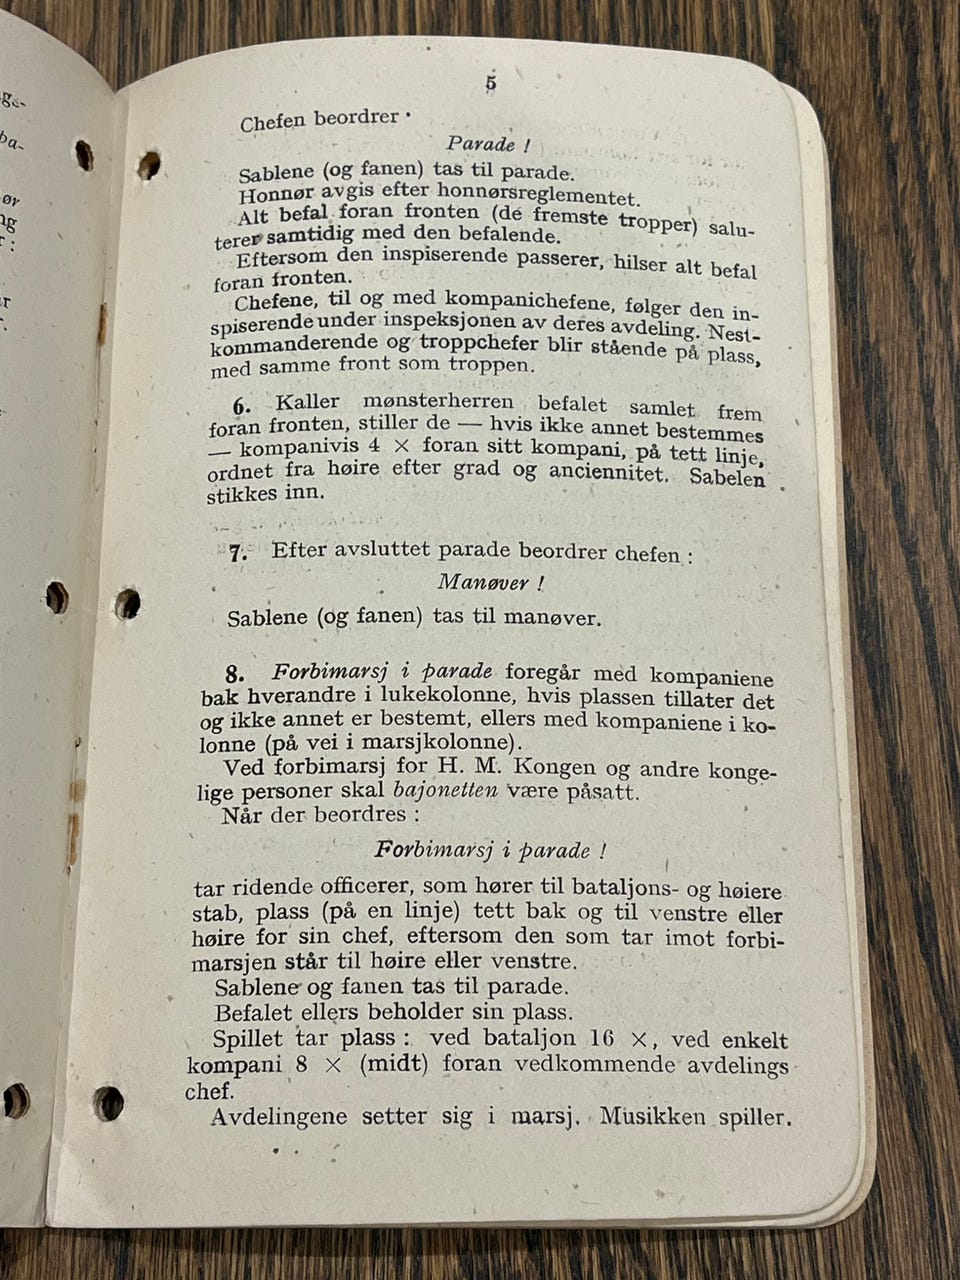 5
Chefen beordrer
Parade !
Sablene (og fanen) tas til parade.
Honnør avgis efter honnørsreglementet.
Alt befal foran fronten (de fremste tropper) salu-
terer samtidig med den befalende.
Eftersom den inspiserende passerer, hilser alt befal
foran fronten.
Chefene, til og med kompanichefene, følger den in-
spiserende under inspeksjonen av deres avdeling. Nest-
kommanderende og troppchefer blir stående på plass,
med samme front som troppen.
6. Kaller mønsterherren befalet samlet frem
foran fronten, stiller de — hvis ikke annet bestemmes
— kompanivis 4 × foran sitt kompani, på tett linje,
ordnet fra høire efter grad og anciennitet. Sabelen
stikkes inn.
7. Efter avsluttet parade beordrer chefen :
Manøver !
Sablene (og fanen) tas til manøver.
8. Forbimarsj i parade foregår med kompaniene
bak hverandre i lukekolonne, hvis plassen tillater det
og ikke annet er bestemt, ellers med kompaniene i ko-
lonne (på vei i marsjkolonne).
Ved forbimarsj for H. M. Kongen og andre konge-
lige personer skal bajonetten være påsatt.
Når der beordres :
Forbimarsj i parade !
tar ridende officerer, som hører til bataljons- og høiere
stab, plass (på en linje) tett bak og til venstre eller
høire for sin chef, eftersom den som tar imot forbi-
marsjen står til høire eller venstre.
Sablene og fanen tas til parade.
Befalet ellers beholder sin plass.
Spillet tar plass : ved bataljon 16 ×, ved enkelt
kompani 8 × (midt) foran vedkommende avdelings
chef.
Avdelingene setter sig i marsj. Musikken spiller.